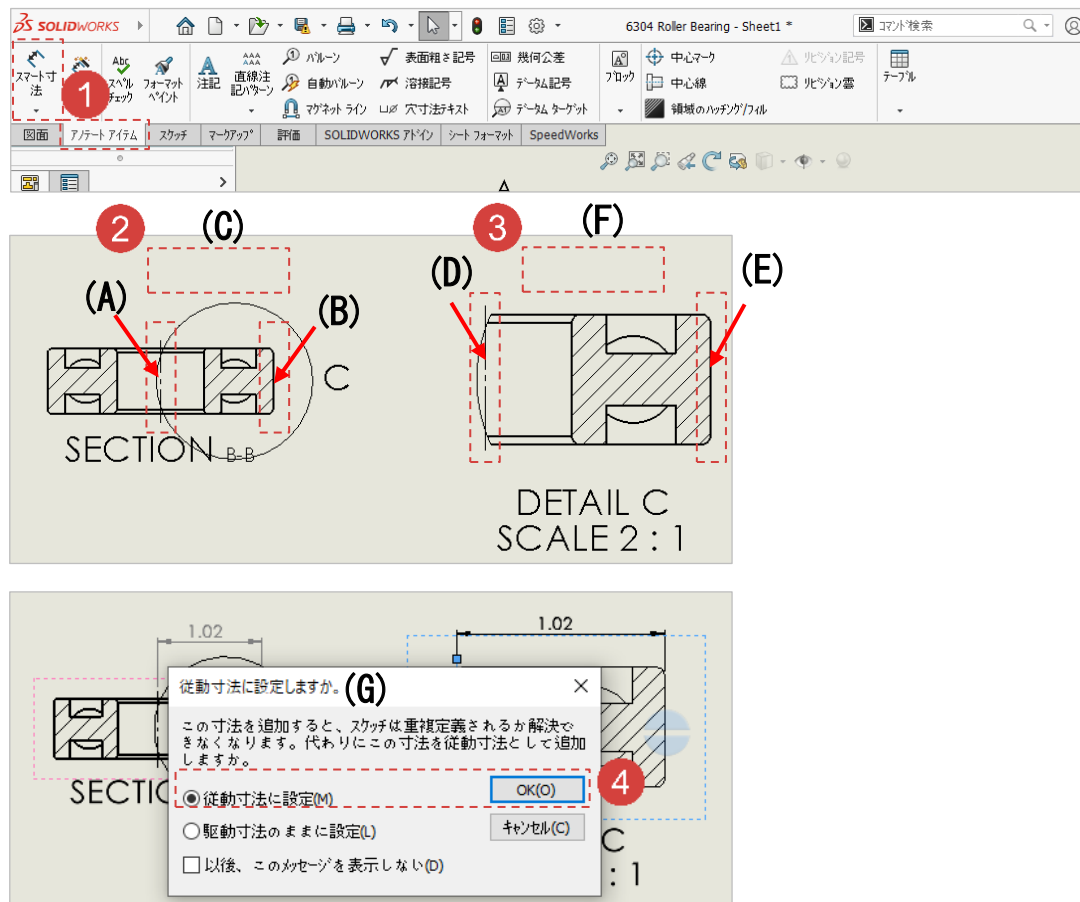 SOLIDWORKS
6304 Roller Bearing - Sheet1 *
コマンド検索
スマート寸法
スペルチェック
フォーマットペイント
注記
直線注記パターン
バルーン
自動バルーン
マグネット ライン
表面粗さ記号
溶接記号
穴寸法テキスト
幾何公差
データム記号
データム ターゲット
ブロック
中心マーク
中心線
領域のハッチング/フィル
リビジョン記号
リビジョン雲
テーブル
1
図面 アノテート アイテム スケッチ マークアップ 評価 SOLIDWORKS アドイン シート フォーマット SpeedWorks
2 (C) 3 (F)
(A) (B) (D) (E)
C
SECTION B-B
DETAIL C
SCALE 2 : 1
1.02 1.02
従動寸法に設定しますか。 (G)
この寸法を追加すると、スケッチは重複定義されるか解決で
きなくなります。代わりにこの寸法を従動寸法として追加
しますか。
従動寸法に設定(M) OK(O) 4
駆動寸法のままに設定(L) キャンセル(C)
以後、このメッセージを表示しない(D)
SECTIO
C
: 1